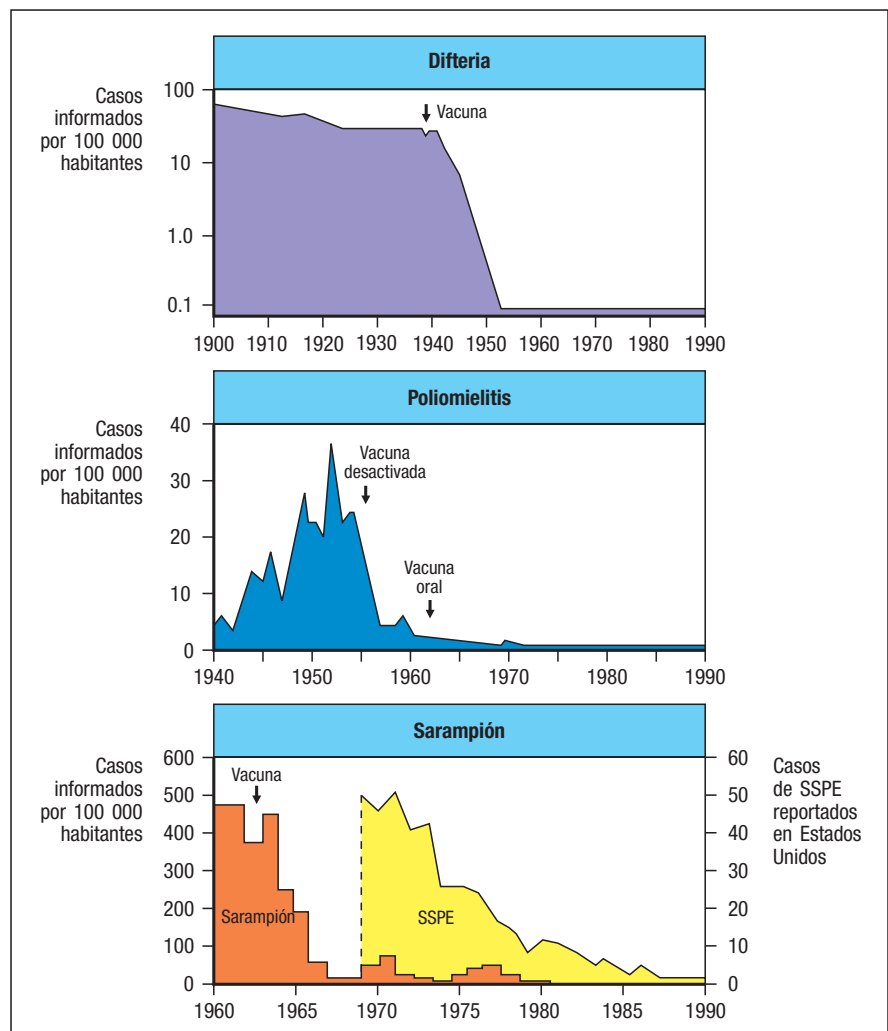 Difteria
Casos
informados
por 100 000
habitantes
100
10
1.0
0.1
Vacuna
1900 1910 1920 1930 1940 1950 1960 1970 1980 1990
Poliomielitis
Casos
informados
por 100 000
habitantes
40
30
20
10
0
Vacuna
desactivada
Vacuna
oral
1940 1950 1960 1970 1980 1990
Sarampión
Casos
informados
por 100 000
habitantes
600
500
400
300
200
100
0
Vacuna
Sarampión
SSPE
60
50
40
30
20
10
0
Casos
de SSPE
reportados
en Estados
Unidos
1960 1965 1970 1975 1980 1985 1990